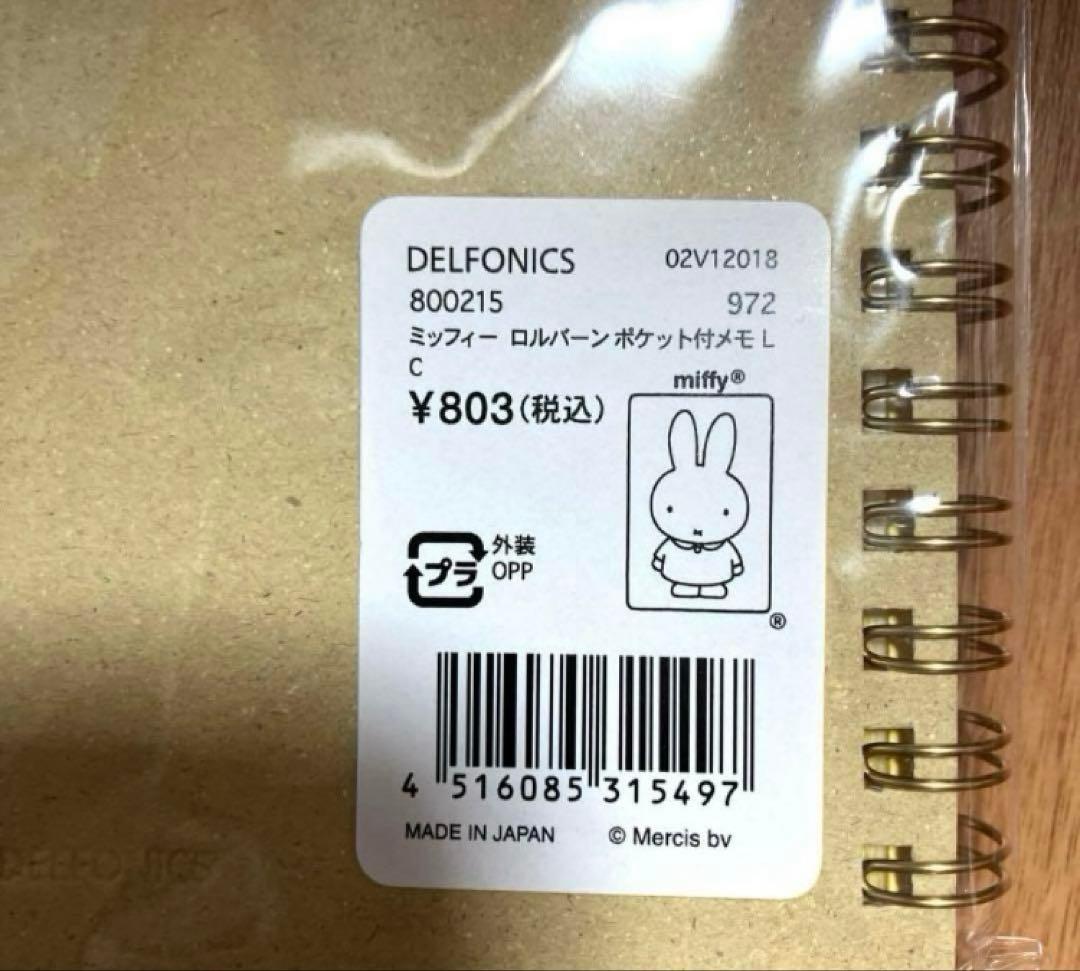 DELFONICS 02V12018
800215 972
ミッフィー ロルバーン ポケット付メモ L
C
miffy®
¥803(税込)
プラ 外装
OPP
®
4 516085 315497
MADE IN JAPAN © Mercis bv
DELFONICS